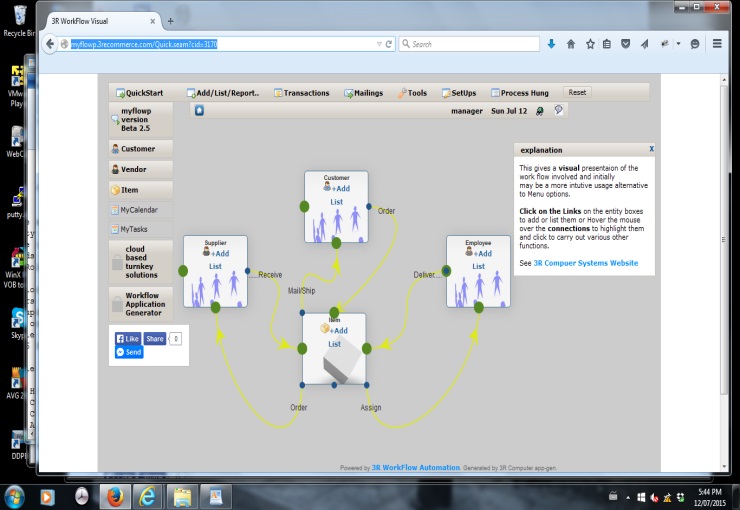 3R WorkFlow Visual
Recycle Bin
myflowp.3recommerce.com/Quick.seam?cid=3170
Search
VMw
Play
WebC
putty.
WinX
VOB to
Skyp
AVG 2
DDP
QuickStart Add/List/Report.. Transactions Mailings Tools SetUps Process Hung Reset
myflowp
version
Beta 2.5
manager Sun Jul 12
Customer
Vendor
Item
MyCalendar
MyTasks
cloud
based
turnkey
solutions
Workflow
Application
Generator
Like Share 0
Send
Customer
+Add
List
Order
Supplier
+Add
List
....Receive
Mail/Ship
Employee
+Add
List
Deliver....
Item
+Add
List
Order
Assign
explanation X
This gives a visual presentaion of the
work flow involved and initially
may be a more intutive usage alternative
to Menu options.
Click on the Links on the entity boxes
to add or list them or Hover the mouse
over the connections to highlight them
and click to carry out various other
functions.
See 3R Compuer Systems Website
Powered by 3R WorkFlow Automation. Generated by 3R Computer app-gen.
5:44 PM
12/07/2015